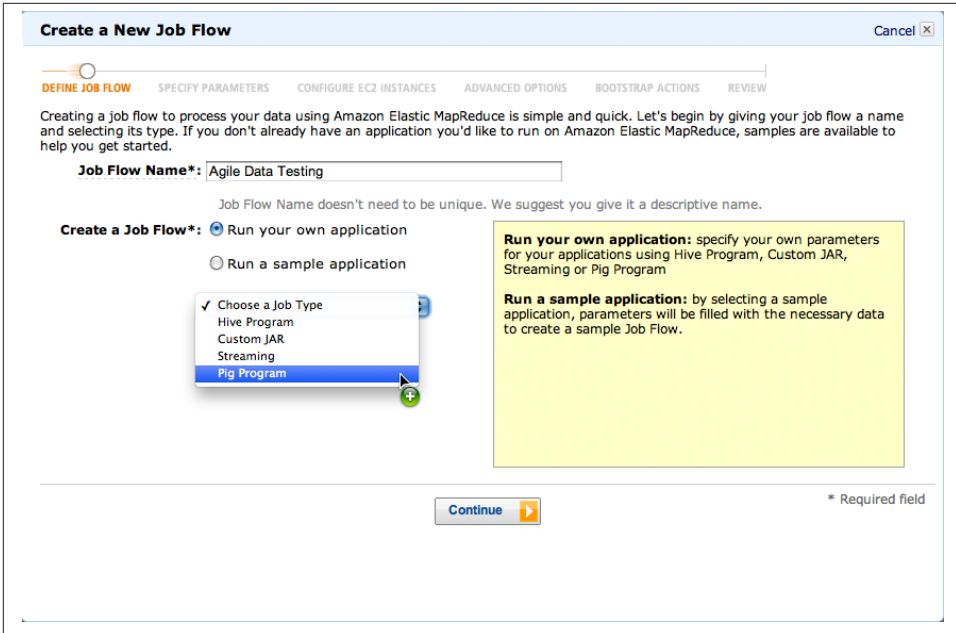 Create a New Job Flow
Cancel
DEFINE JOB FLOW SPECIFY PARAMETERS CONFIGURE EC2 INSTANCES ADVANCED OPTIONS BOOTSTRAP ACTIONS REVIEW
Creating a job flow to process your data using Amazon Elastic MapReduce is simple and quick. Let's begin by giving your job flow a name
and selecting its type. If you don't already have an application you'd like to run on Amazon Elastic MapReduce, samples are available to
help you get started.
Job Flow Name*: Agile Data Testing
Job Flow Name doesn't need to be unique. We suggest you give it a descriptive name.
Create a Job Flow*: Run your own application
Run a sample application
✓ Choose a Job Type
Hive Program
Custom JAR
Streaming
Pig Program
Run your own application: specify your own parameters
for your applications using Hive Program, Custom JAR,
Streaming or Pig Program
Run a sample application: by selecting a sample
application, parameters will be filled with the necessary data
to create a sample Job Flow.
Continue
* Required field